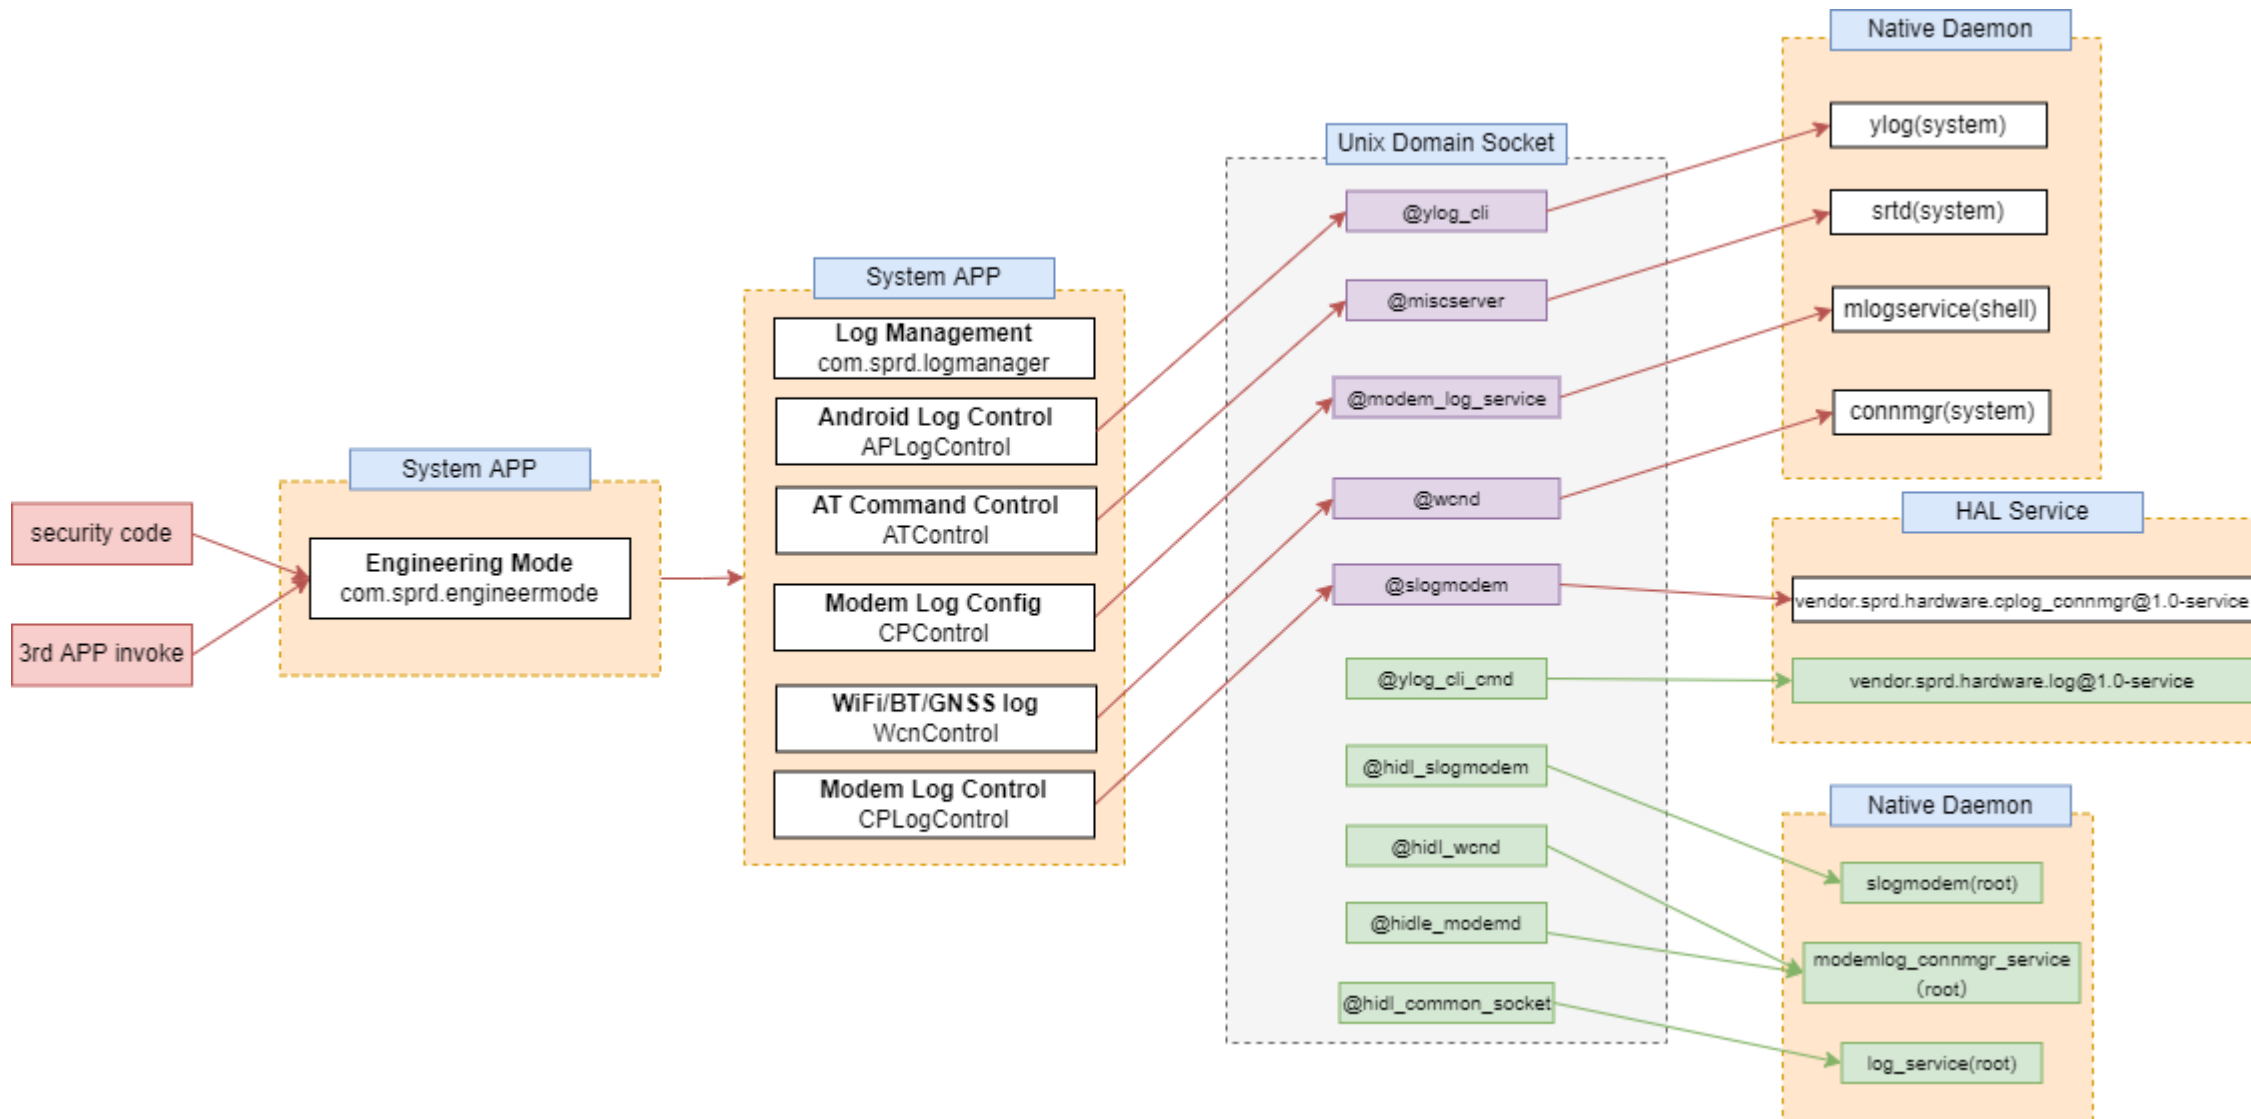 security code
3rd APP invoke
System APP
Engineering Mode
com.sprd.engineermode
System APP
Log Management
com.sprd.logmanager
Android Log Control
APLogControl
AT Command Control
ATControl
Modem Log Config
CPControl
WiFi/BT/GNSS log
WcnControl
Modem Log Control
CPLogControl
Unix Domain Socket
@ylog_cli
@miscserver
@modem_log_service
@wcnd
@slogmodem
@ylog_cli_cmd
@hidl_slogmodem
@hidl_wcnd
@hidle_modemd
@hidl_common_socket
Native Daemon
ylog(system)
srtd(system)
mlogservice(shell)
connmgr(system)
HAL Service
vendor.sprd.hardware.cplog_connmgr@1.0-service
vendor.sprd.hardware.log@1.0-service
Native Daemon
slogmodem(root)
modemlog_connmgr_service
(root)
log_service(root)